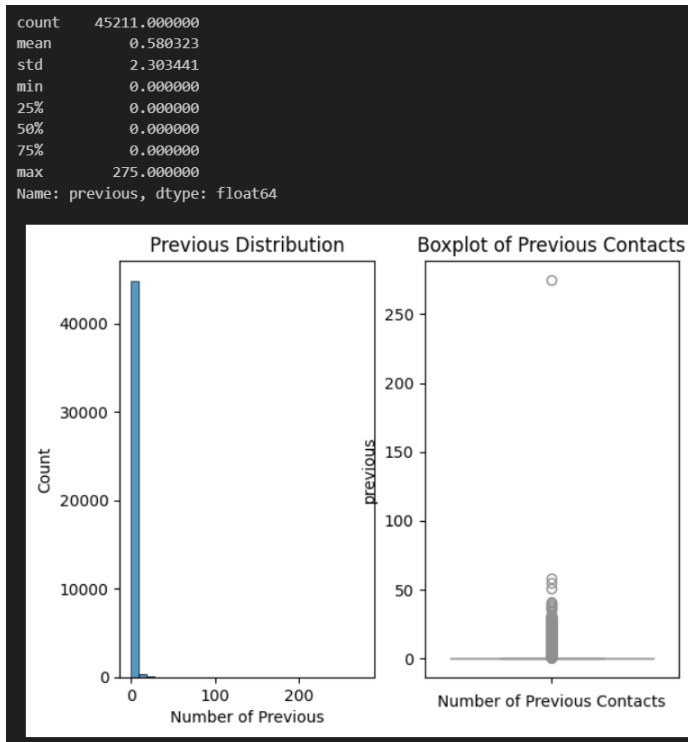 count    45211.000000
mean         0.580323
std          2.303441
min          0.000000
25%          0.000000
50%          0.000000
75%          0.000000
max        275.000000
Name: previous, dtype: float64
Previous Distribution
Count
40000
30000
20000
10000
0
0 100 200
Number of Previous
Boxplot of Previous Contacts
previous
250
200
150
100
50
0
Number of Previous Contacts